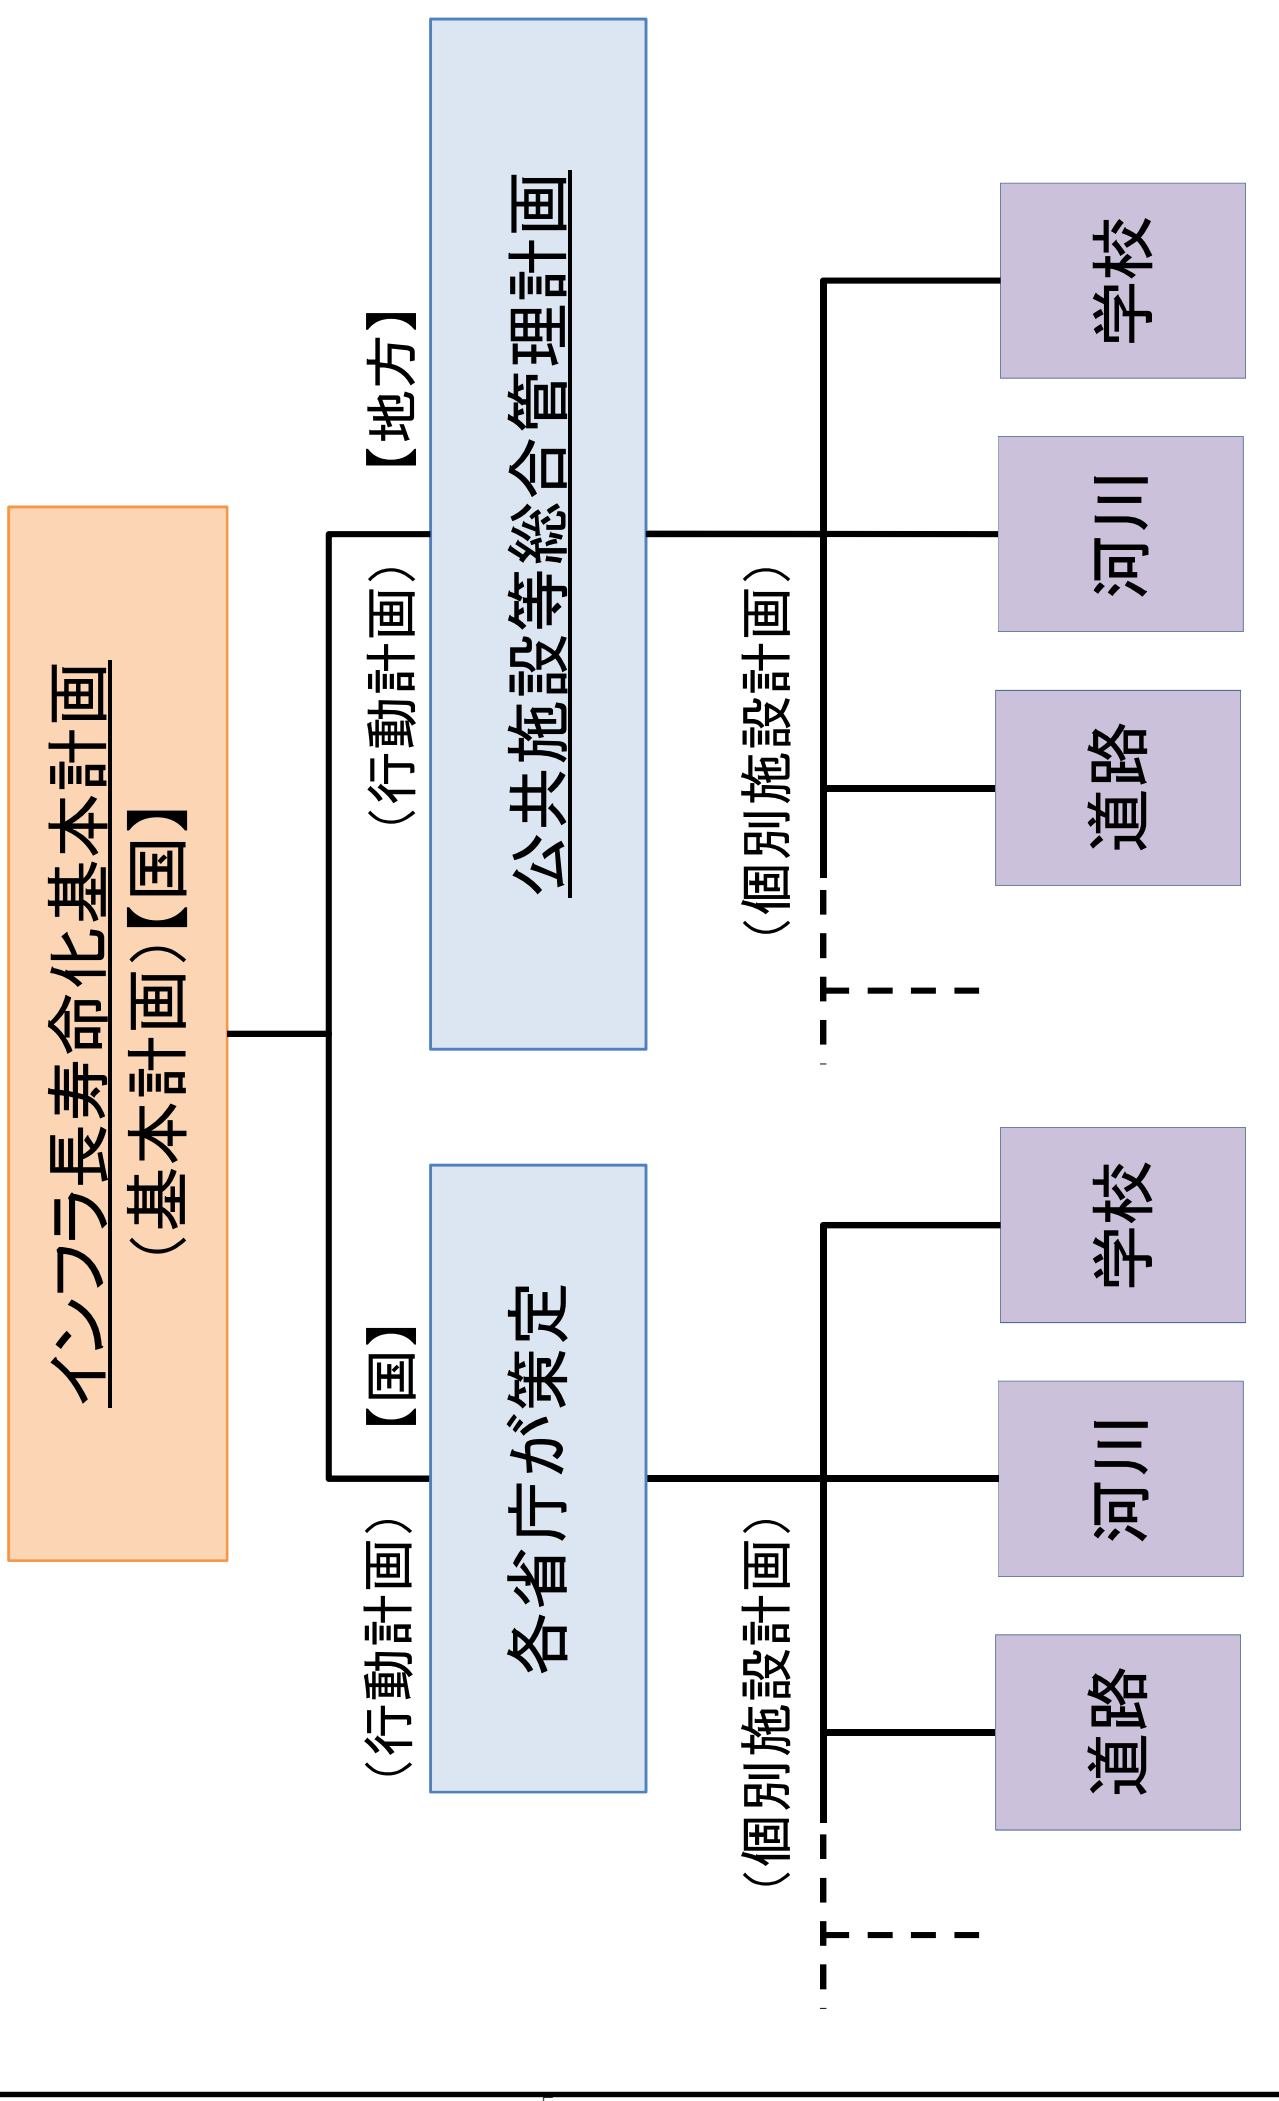 インフラ長寿命化基本計画
（基本計画）【国】
（行動計画）
【国】
（行動計画）
【地方】
各省庁が策定
公共施設等総合管理計画
（個別施設計画）
（個別施設計画）
道路
河川
学校
道路
河川
学校